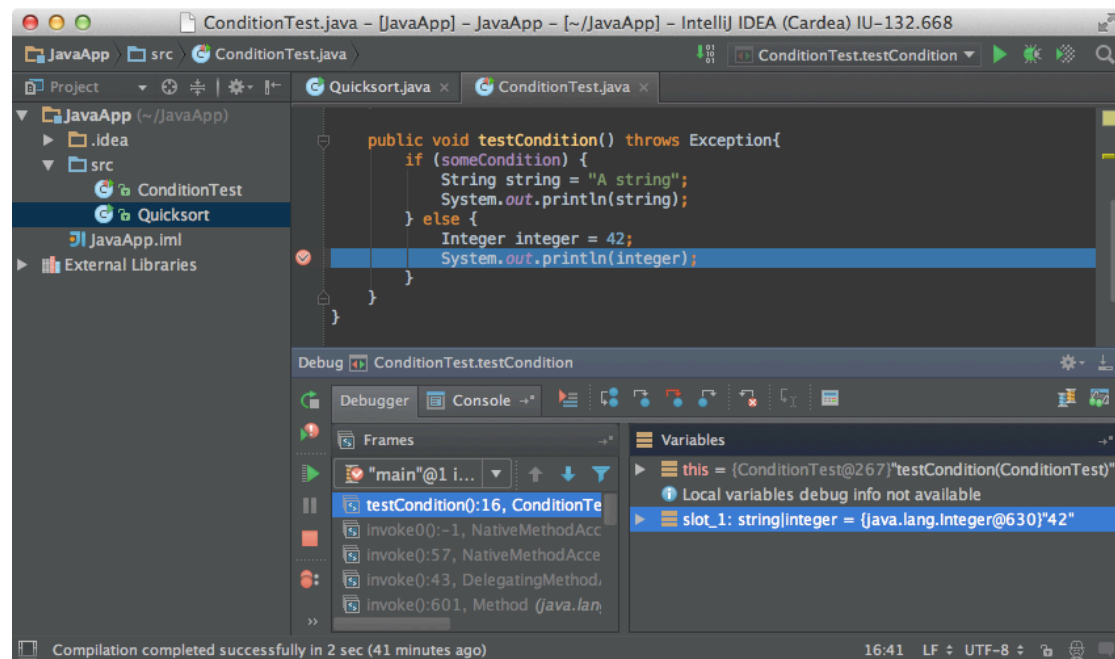 ConditionTest.java – [JavaApp] – JavaApp – [~/JavaApp] – IntelliJ IDEA (Cardea) IU–132.668
JavaApp src ConditionTest.java ConditionTest.testCondition
Project
Quicksort.java × ConditionTest.java ×
JavaApp (~/JavaApp)
.idea
src
ConditionTest
Quicksort
JavaApp.iml
External Libraries
public void testCondition() throws Exception{
if (someCondition) {
String string = "A string";
System.out.println(string);
} else {
Integer integer = 42;
System.out.println(integer);
}
}
}
Debug ConditionTest.testCondition
Debugger Console
Frames
"main"@1 i...
testCondition():16, ConditionTe
invoke0():–1, NativeMethodAcc
invoke():57, NativeMethodAcce
invoke():43, DelegatingMethod
invoke():601, Method (java.lan
Variables
this = {ConditionTest@267}"testCondition(ConditionTest)"
Local variables debug info not available
slot_1: string|integer = {java.lang.Integer@630}"42"
Compilation completed successfully in 2 sec (41 minutes ago) 16:41 LF UTF–8